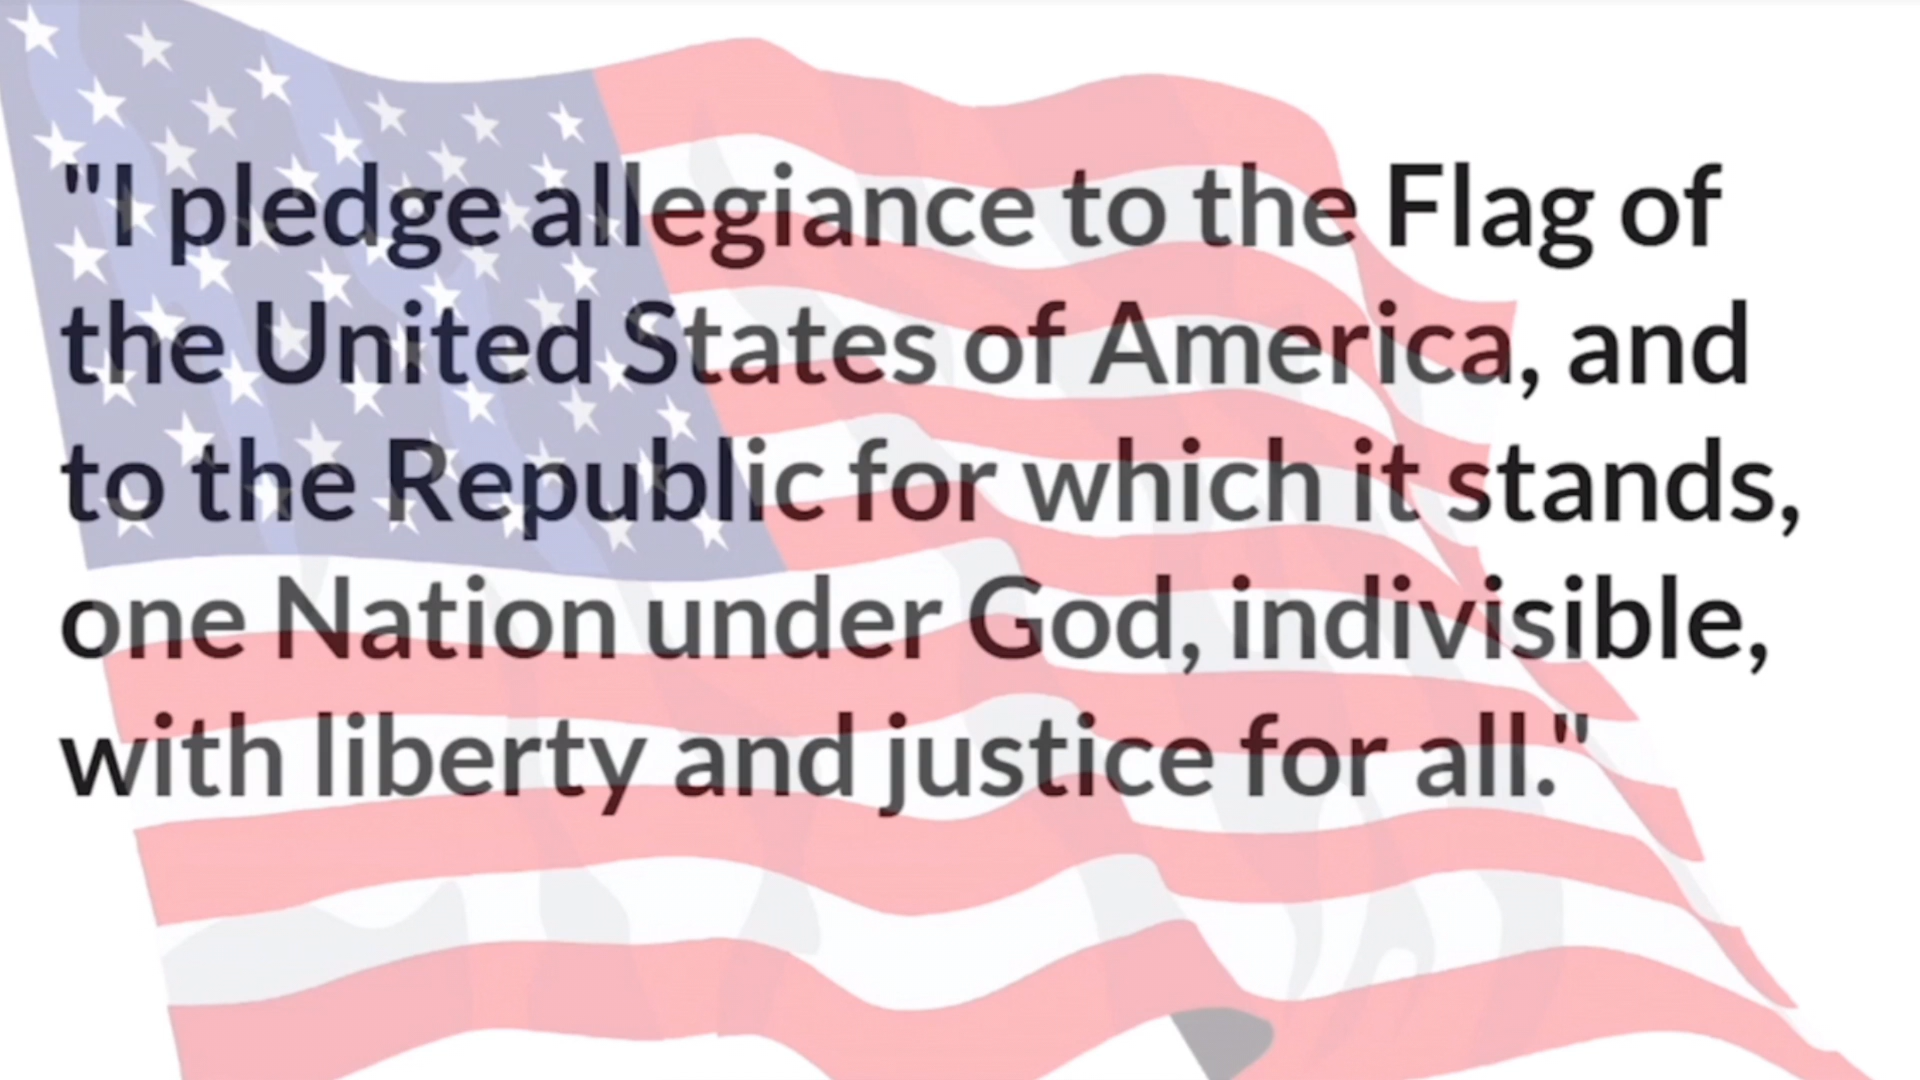 "I pledge allegiance to the Flag of
the United States of America, and
to the Republic for which it stands,
one Nation under God, indivisible,
with liberty and justice for all."